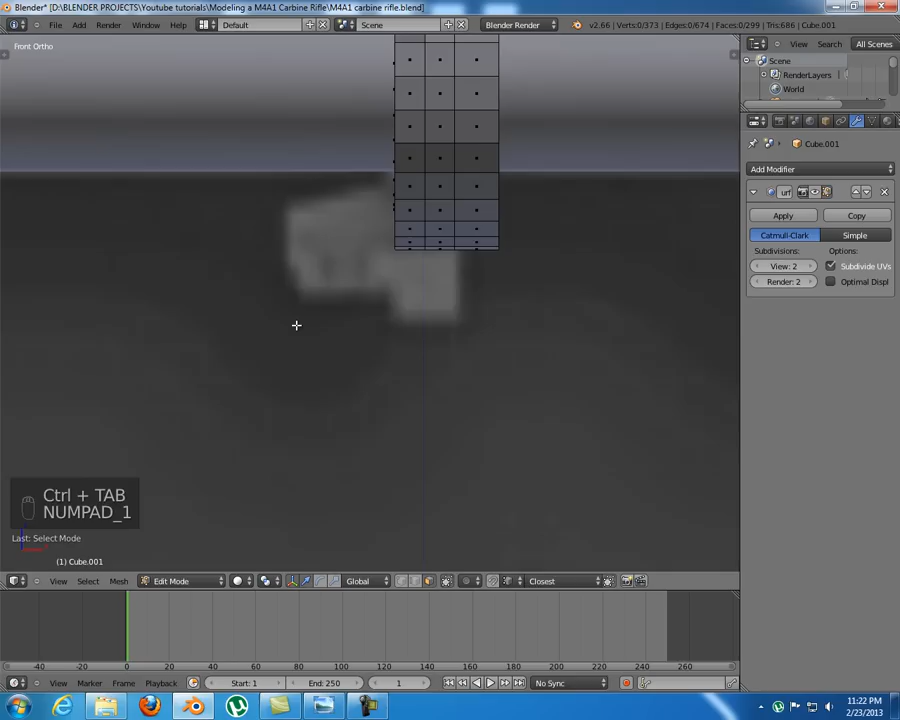 Blender* [D:\BLENDER PROJECTS\Youtube tutorials\Modeling a M4A1 Carbine Rifle\M4A1 carbine rifle.blend]
File Add Render Window Help Default Scene Blender Render v2.66 | Verts:0/373 | Edges:0/674 | Faces:0/299 | Tris:686 | Cube.001
Front Ortho
View Search All Scenes
Scene
RenderLayers
World
Cube.001
Add Modifier
urf
Apply Copy
Catmull-Clark Simple
Subdivisions: Options:
View: 2 Subdivide UVs
Render: 2 Optimal Displ
Ctrl + TAB
NUMPAD_1
Last: Select Mode
(1) Cube.001
View Select Mesh Edit Mode Global Closest
-40 -20 0 20 40 60 80 100 120 140 160 180 200 220 240 260
View Marker Frame Playback Start: 1 End: 250 1 No Sync
11:22 PM
2/23/2013